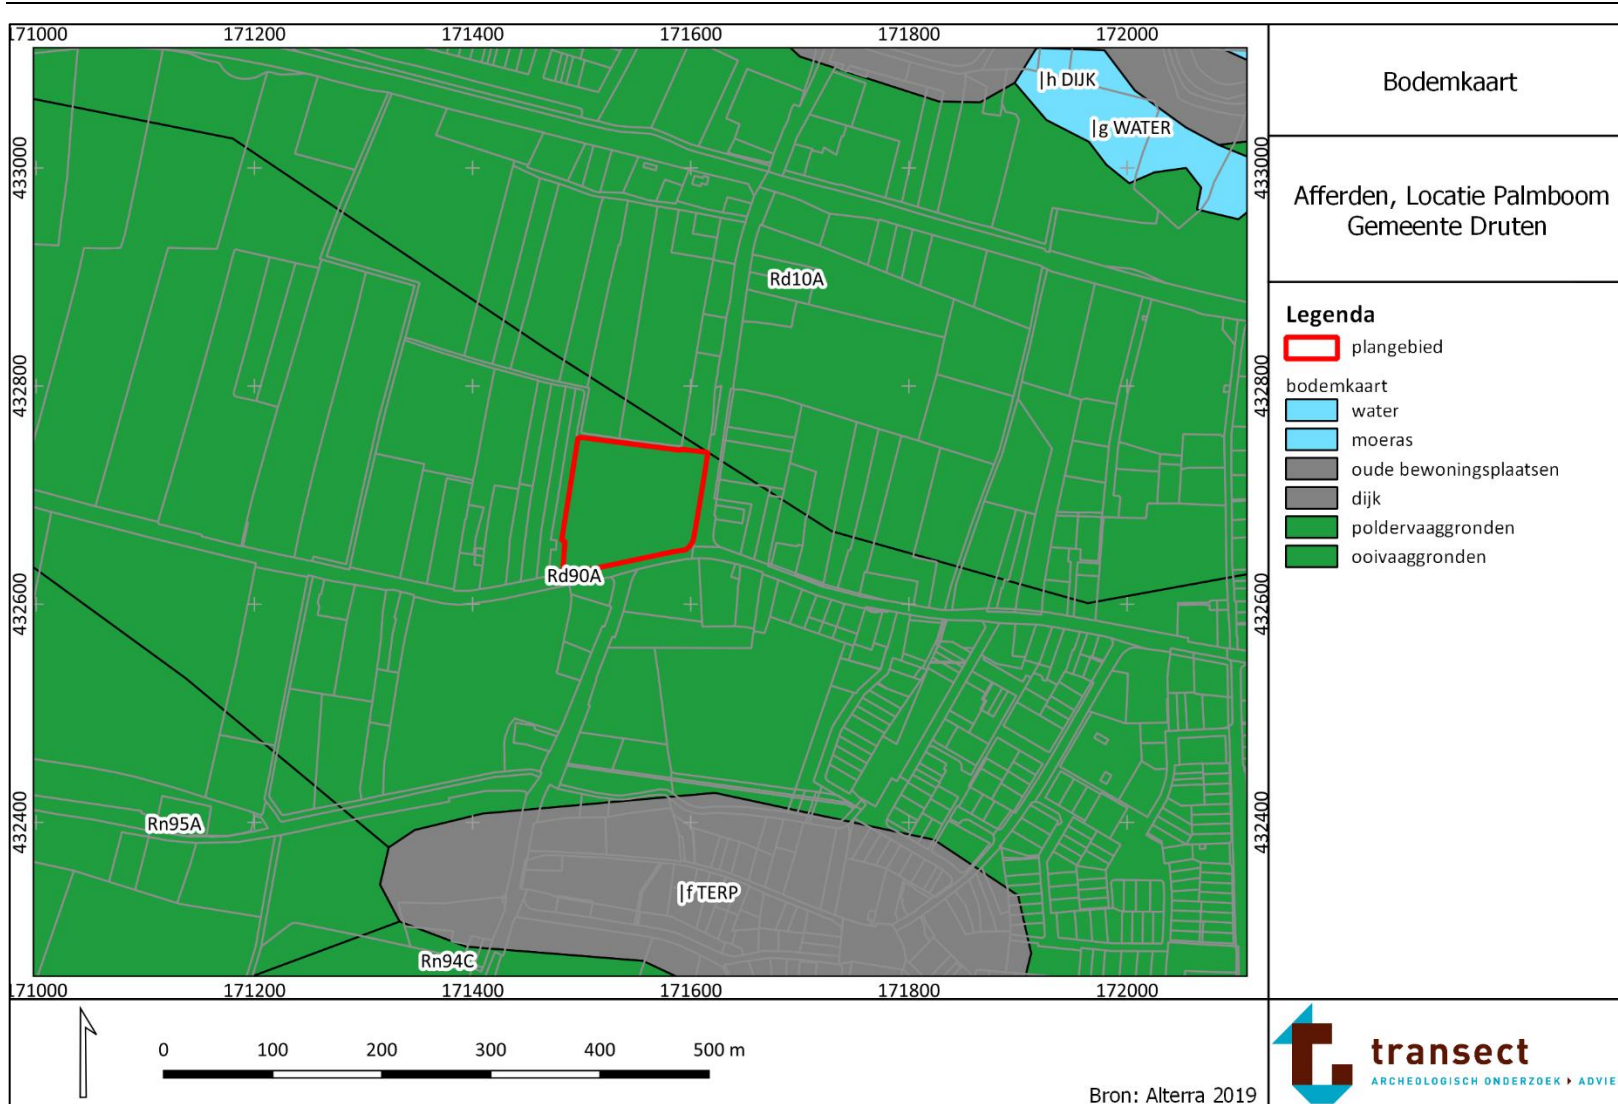 171000 171200 171400 171600 171800 172000
433000 433000
432800 432800
432600 432600
432400 432400
|h DIJK
|g WATER
Rd10A
Rd90A
Rn95A
|f TERP
Rn94C
171000 171200 171400 171600 171800 172000
0 100 200 300 400 500 m
Bron: Alterra 2019
Bodemkaart
Afferden, Locatie Palmboom
Gemeente Druten
Legenda
plangebied
bodemkaart
water
moeras
oude bewoningsplaatsen
dijk
poldervaaggronden
ooivaaggronden
transect
ARCHEOLOGISCH ONDERZOEK ADVIE